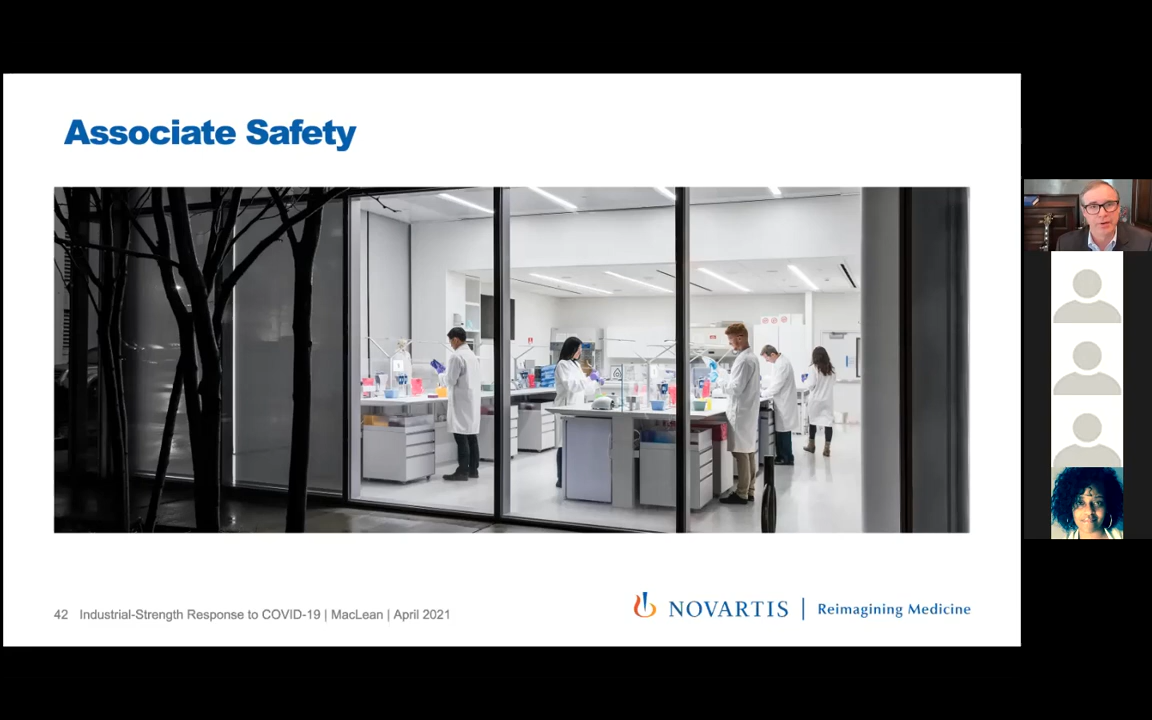 Associate Safety
42 Industrial-Strength Response to COVID-19 | MacLean | April 2021
NOVARTIS | Reimagining Medicine